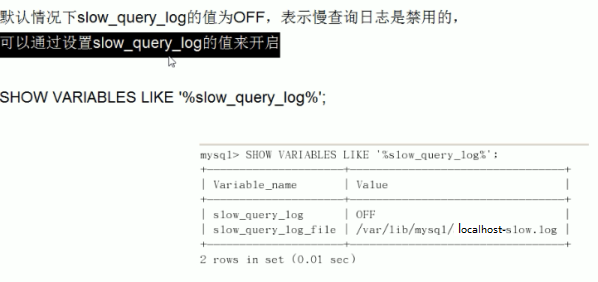 默认情况下slow_query_log的值为OFF，表示慢查询日志是禁用的，
可以通过设置slow_query_log的值来开启
SHOW VARIABLES LIKE '%slow_query_log%';
mysql> SHOW VARIABLES LIKE '%slow_query_log%';
| Variable_name | Value |
| slow_query_log | OFF |
| slow_query_log_file | /var/lib/mysql/ localhost-slow.log |
2 rows in set (0.01 sec)